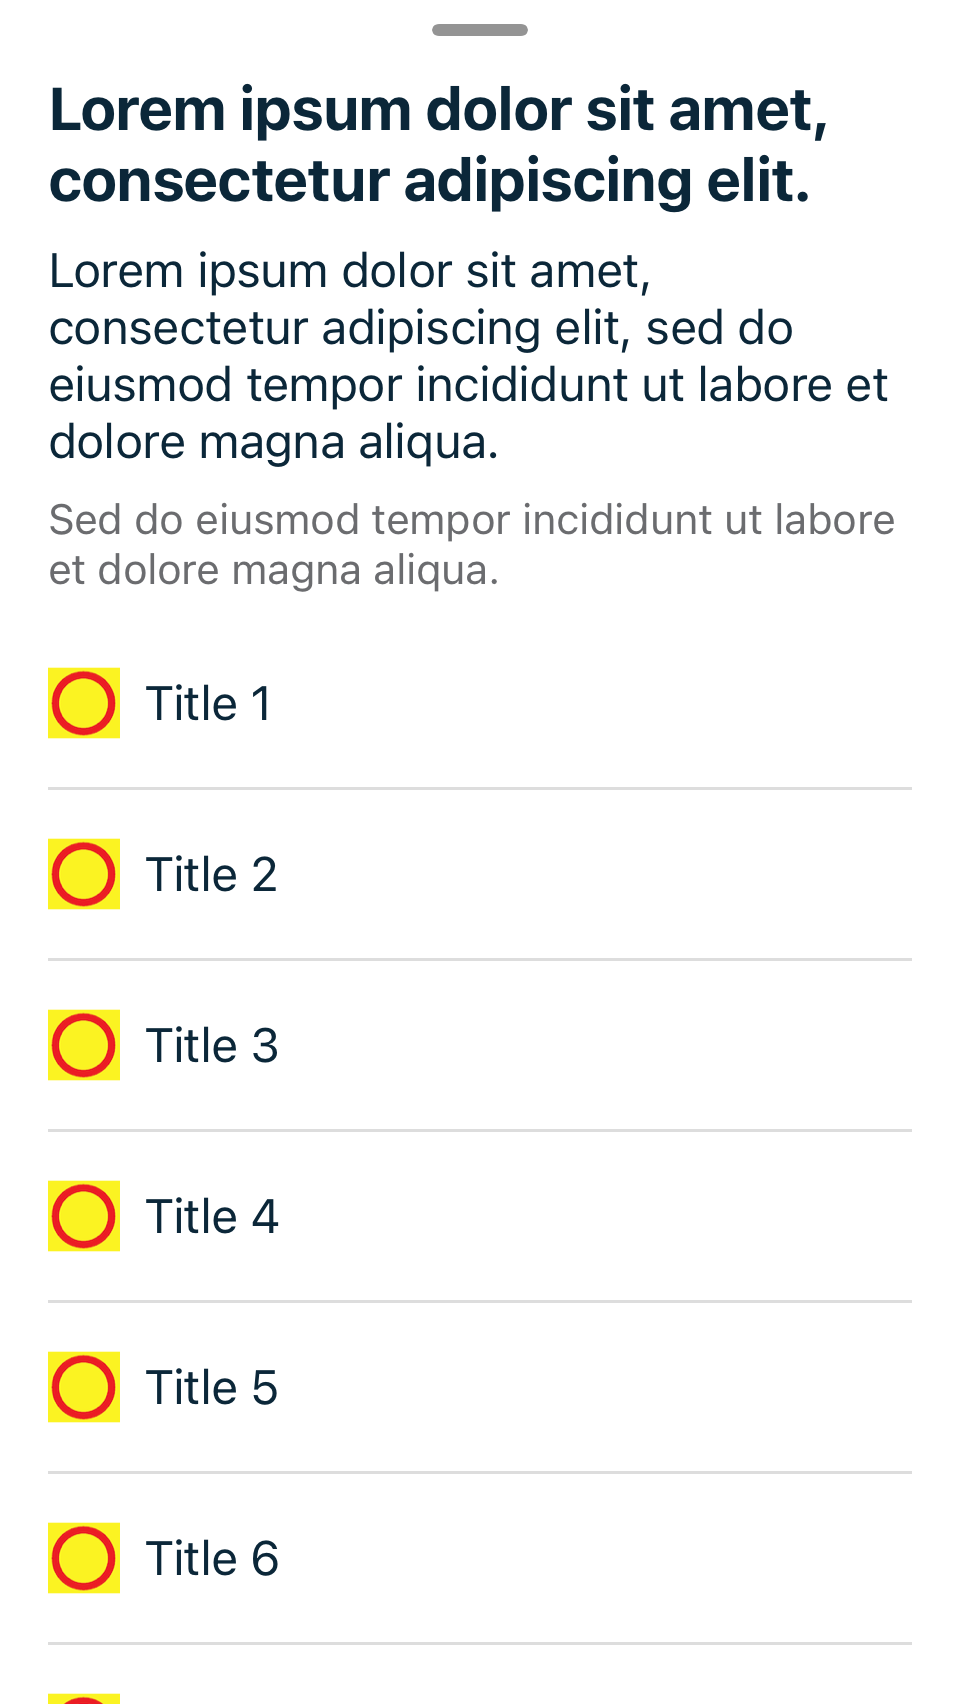 Lorem ipsum dolor sit amet,
consectetur adipiscing elit.
Lorem ipsum dolor sit amet,
consectetur adipiscing elit, sed do
eiusmod tempor incididunt ut labore et
dolore magna aliqua.
Sed do eiusmod tempor incididunt ut labore
et dolore magna aliqua.
Title 1
Title 2
Title 3
Title 4
Title 5
Title 6